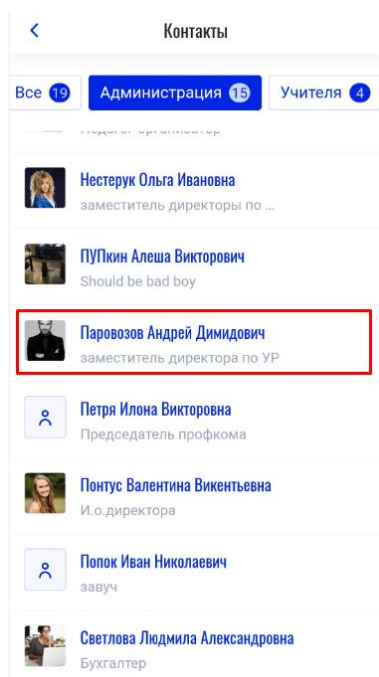 Контакты
Все 19 Администрация 15 Учителя 4
Нестерук Ольга Ивановна
заместитель директоры по ...
ПУПкин Алеша Викторович
Should be bad boy
Паровозов Андрей Димидович
заместитель директора по УР
Петря Илона Викторовна
Председатель профкома
Понтус Валентина Викентьевна
И.о.директора
Попок Иван Николаевич
завуч
Светлова Людмила Александровна
Бухгалтер